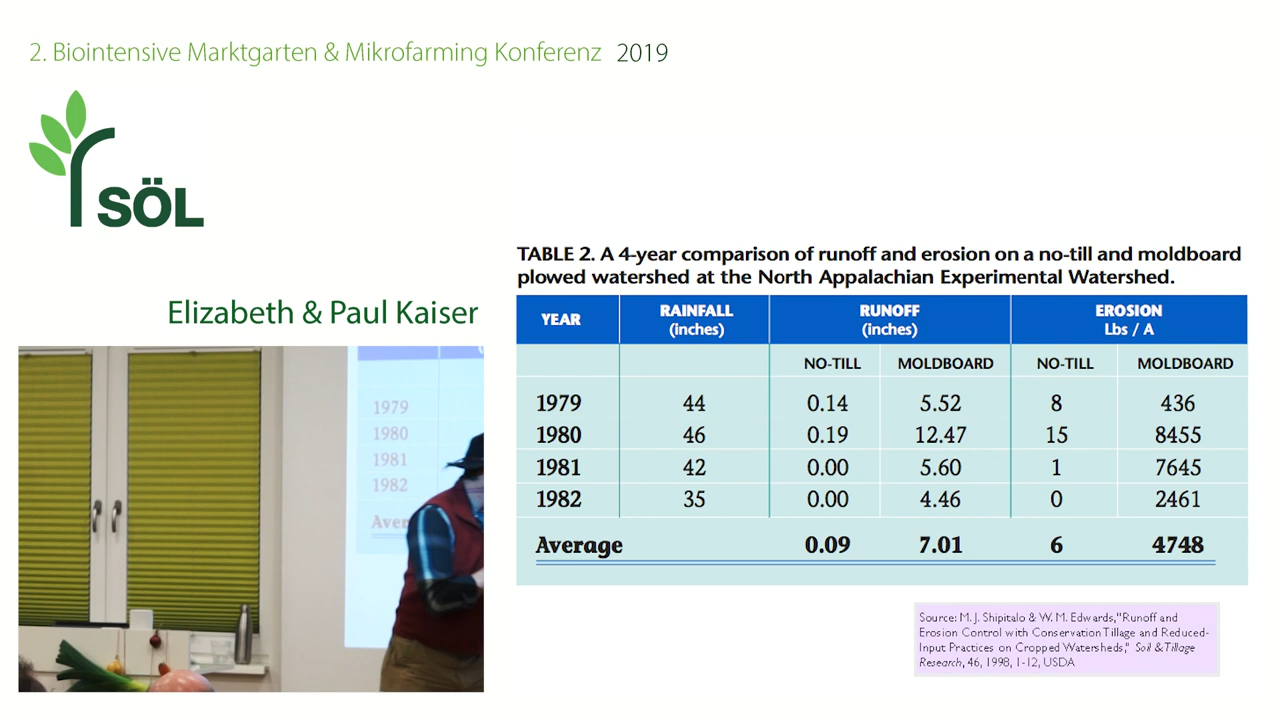 2. Biointensive Marktgarten & Mikrofarming Konferenz 2019
SÖL
Elizabeth & Paul Kaiser
TABLE 2. A 4-year comparison of runoff and erosion on a no-till and moldboard
plowed watershed at the North Appalachian Experimental Watershed.
YEAR RAINFALL (inches) RUNOFF (inches) EROSION Lbs / A
NO-TILL MOLDBOARD NO-TILL MOLDBOARD
1979 44 0.14 5.52 8 436
1980 46 0.19 12.47 15 8455
1981 42 0.00 5.60 1 7645
1982 35 0.00 4.46 0 2461
Average 0.09 7.01 6 4748
1979
1980
1981
1982
Aver
Source: M. J. Shipitalo & W. M. Edwards,"Runoff and
Erosion Control with Conservation Tillage and Reduced-
Input Practices on Cropped Watersheds," Soil & Tillage
Research, 46, 1998, 1-12, USDA